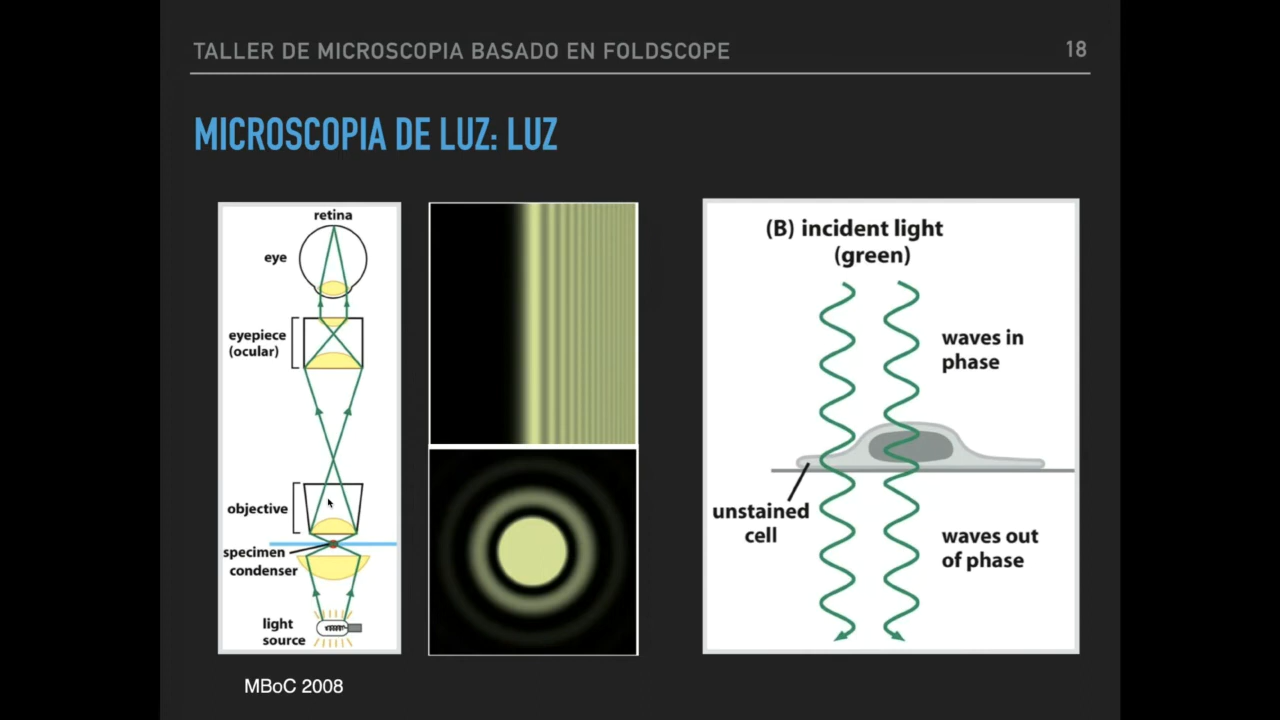 TALLER DE MICROSCOPIA BASADO EN FOLDSCOPE
18
MICROSCOPIA DE LUZ: LUZ
retina
eye
eyepiece
(ocular)
objective
specimen
condenser
light
source
(B) incident light
(green)
waves in
phase
unstained
cell
waves out
of phase
MBoC 2008